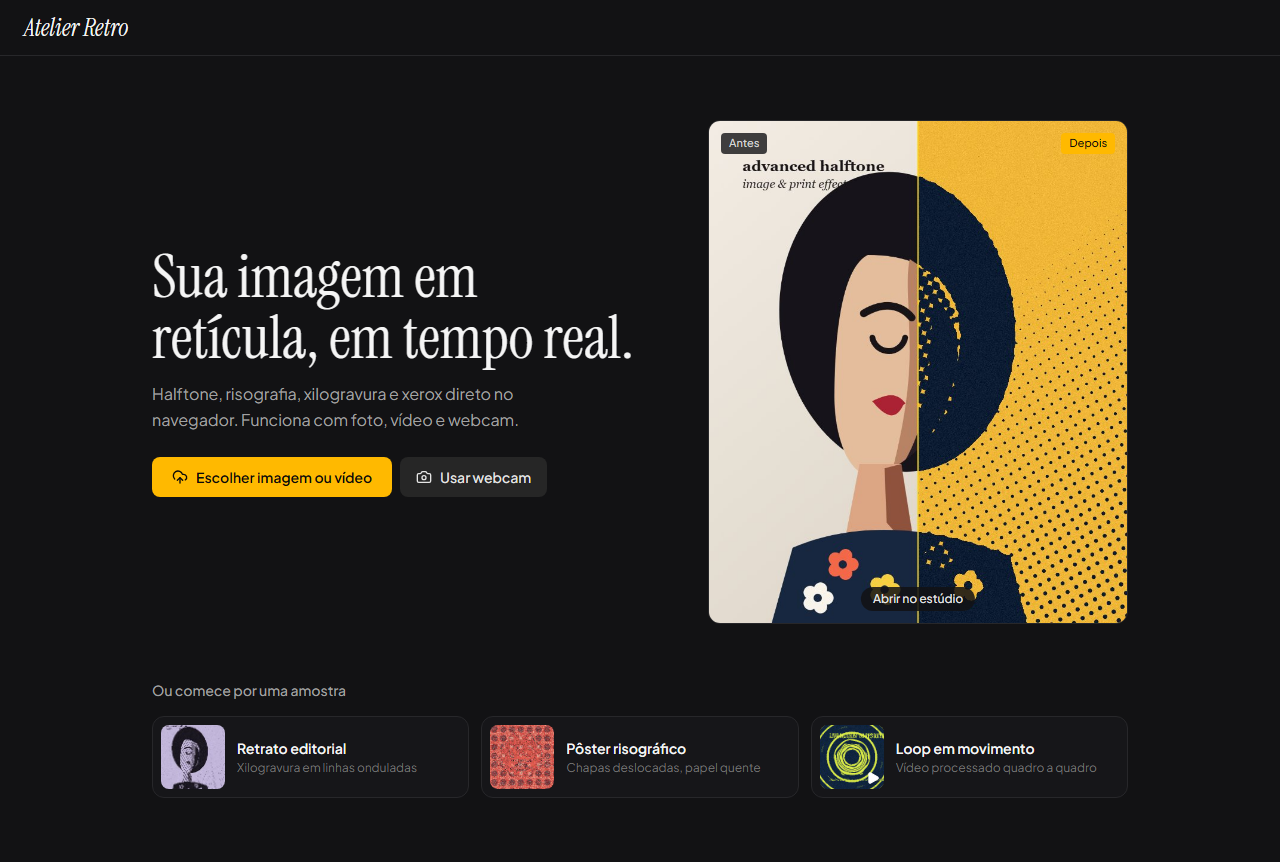 Atelier Retro
Sua imagem em
retícula, em tempo real.
Halftone, risografia, xilogravura e xerox direto no
navegador. Funciona com foto, vídeo e webcam.
Escolher imagem ou vídeo
Usar webcam
Antes
Depois
advanced halftone
image & print effect
Abrir no estúdio
Ou comece por uma amostra
Retrato editorial
Xilogravura em linhas onduladas
Pôster risográfico
Chapas deslocadas, papel quente
Loop em movimento
Vídeo processado quadro a quadro